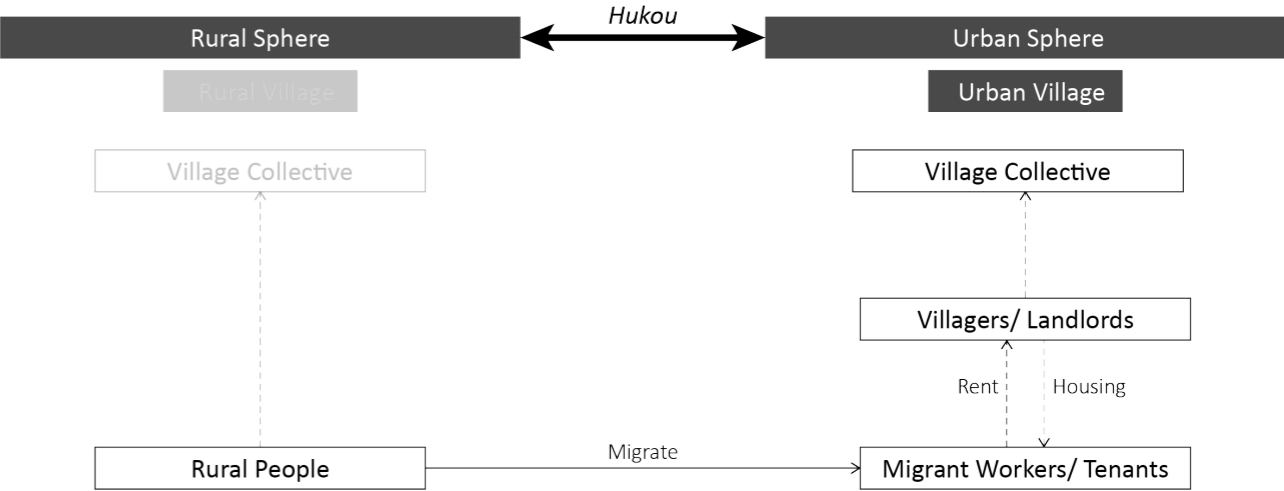 Hukou
Rural Sphere
Urban Sphere
Rural Village
Urban Village
Village Collective
Village Collective
Villagers/ Landlords
Rent
Housing
Migrate
Rural People
Migrant Workers/ Tenants